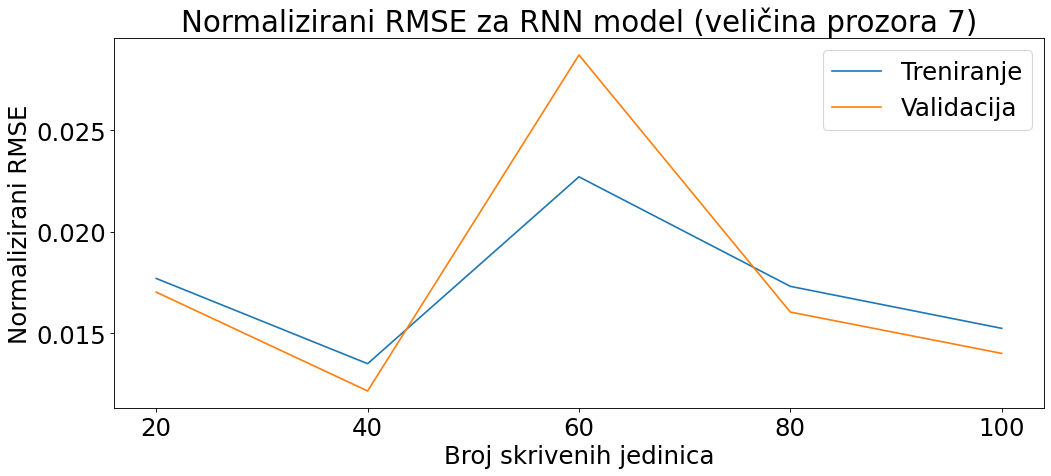 Normalizirani RMSE za RNN model (veličina prozora 7)
Treniranje
Validacija
Normalizirani RMSE
0.025
0.020
0.015
20 40 60 80 100
Broj skrivenih jedinica